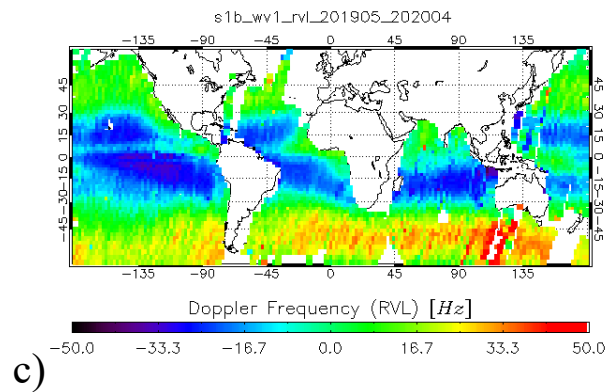 s1b_wv1_rvl_201905_202004
−135 −90 −45 0 45 90 135
45 30 15 0 −15 −30 −45
45 30 15 0 −15 −30 −45
−135 −90 −45 0 45 90 135
Doppler Frequency (RVL) [Hz]
−50.0 −33.3 −16.7 0.0 16.7 33.5 50.0
c)